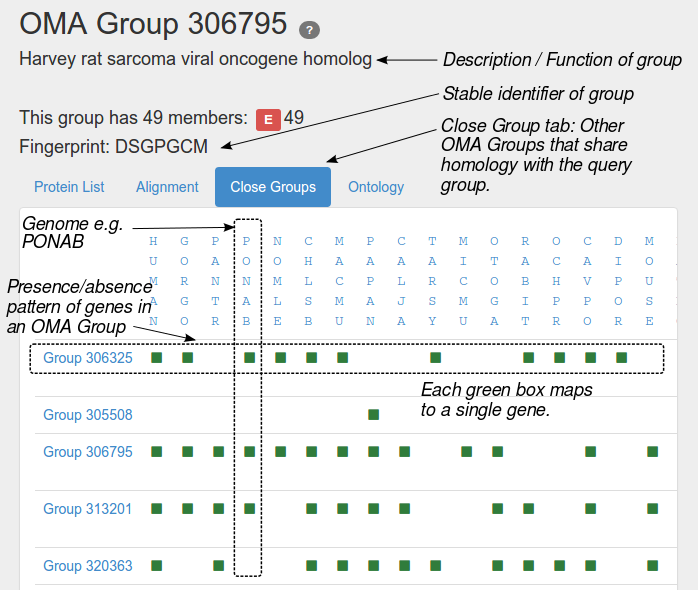 OMA Group 306795 ?
Harvey rat sarcoma viral oncogene homolog
Description / Function of group
Stable identifier of group
This group has 49 members: E 49
Fingerprint: DSGPGCM
Close Group tab: Other
OMA Groups that share
homology with the query
group.
Protein List Alignment Close Groups Ontology
Genome e.g.
PONAB
H G P P N C M P C T M O R O C D M
U O A O O H A A A A I T A C A I O
M R N N M L C P L R C O B H V P U
A G T A L S M A J S M G I P P O S
N O R B E B U N A Y U A T R O R E
Presence/absence
pattern of genes in
an OMA Group
Group 306325
Each green box maps
to a single gene.
Group 305508
Group 306795
Group 313201
Group 320363